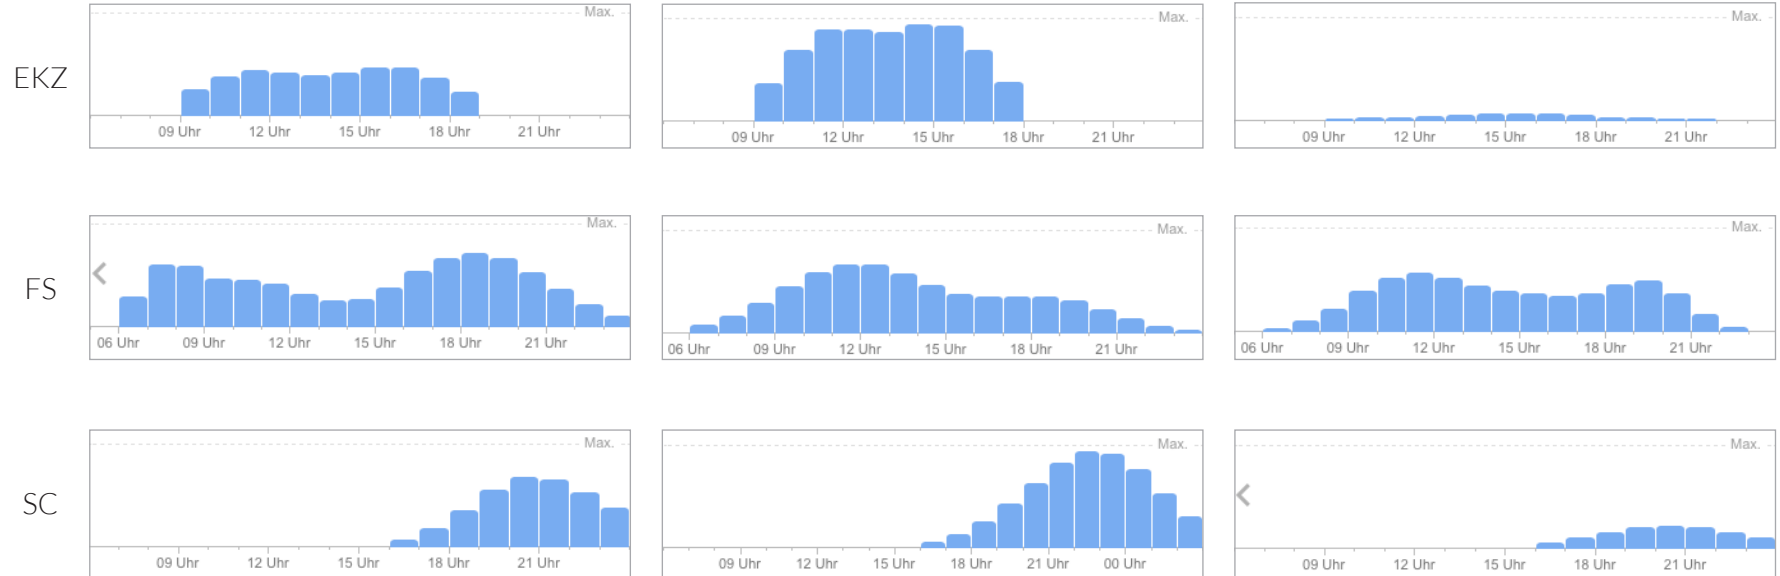 Max. Max. Max.
EKZ
09 Uhr 12 Uhr 15 Uhr 18 Uhr 21 Uhr 09 Uhr 12 Uhr 15 Uhr 18 Uhr 21 Uhr 09 Uhr 12 Uhr 15 Uhr 18 Uhr 21 Uhr
Max. Max. Max.
FS
06 Uhr 09 Uhr 12 Uhr 15 Uhr 18 Uhr 21 Uhr 06 Uhr 09 Uhr 12 Uhr 15 Uhr 18 Uhr 21 Uhr 06 Uhr 09 Uhr 12 Uhr 15 Uhr 18 Uhr 21 Uhr
Max. Max. Max.
SC
09 Uhr 12 Uhr 15 Uhr 18 Uhr 21 Uhr 09 Uhr 12 Uhr 15 Uhr 18 Uhr 21 Uhr 00 Uhr 09 Uhr 12 Uhr 15 Uhr 18 Uhr 21 Uhr